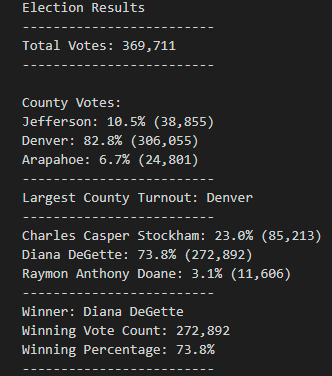 Election Results
-------------------------
Total Votes: 369,711
-------------------------
County Votes:
Jefferson: 10.5% (38,855)
Denver: 82.8% (306,055)
Arapahoe: 6.7% (24,801)
-------------------------
Largest County Turnout: Denver
-------------------------
Charles Casper Stockham: 23.0% (85,213)
Diana DeGette: 73.8% (272,892)
Raymon Anthony Doane: 3.1% (11,606)
-------------------------
Winner: Diana DeGette
Winning Vote Count: 272,892
Winning Percentage: 73.8%
-------------------------